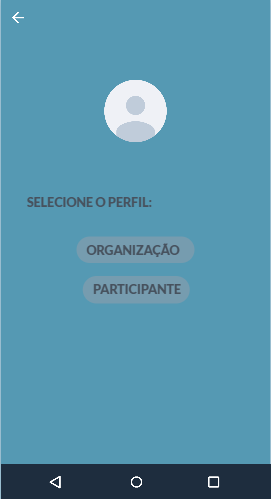 SELECIONE O PERFIL:
ORGANIZAÇÃO
PARTICIPANTE